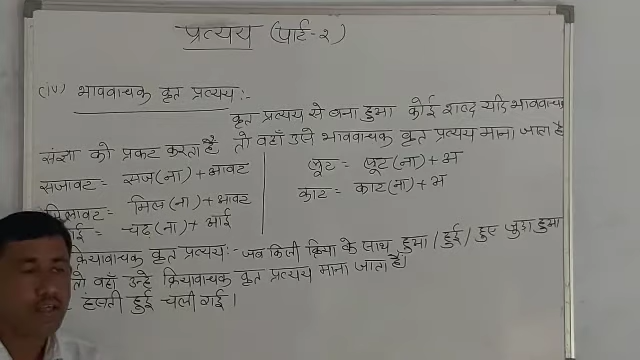 प्रत्यय (पार्ट-२)
(iv) भाववाचक कृत प्रत्यय:-
कृत प्रत्यय से बना हुआ कोई शब्द यदि भाववाचक
संज्ञा को प्रकट करता है तो वहाँ उसे भाववाचक कृत प्रत्यय माना जाता है
सजावट = सज(ना)+आवट
मिलावट = मिल(ना)+आवट
चढ़(ना)+आई
लूट = लूट(ना)+अ
काट = काट(ना)+अ
क्रियावाचक कृत प्रत्यय:- जब किसी क्रिया के साथ हुआ/हुई/हुए जुड़ा हुआ
तो वहाँ उन्हे क्रियावाचक कृत प्रत्यय माना जाता है।
हंसती हुई चली गई।